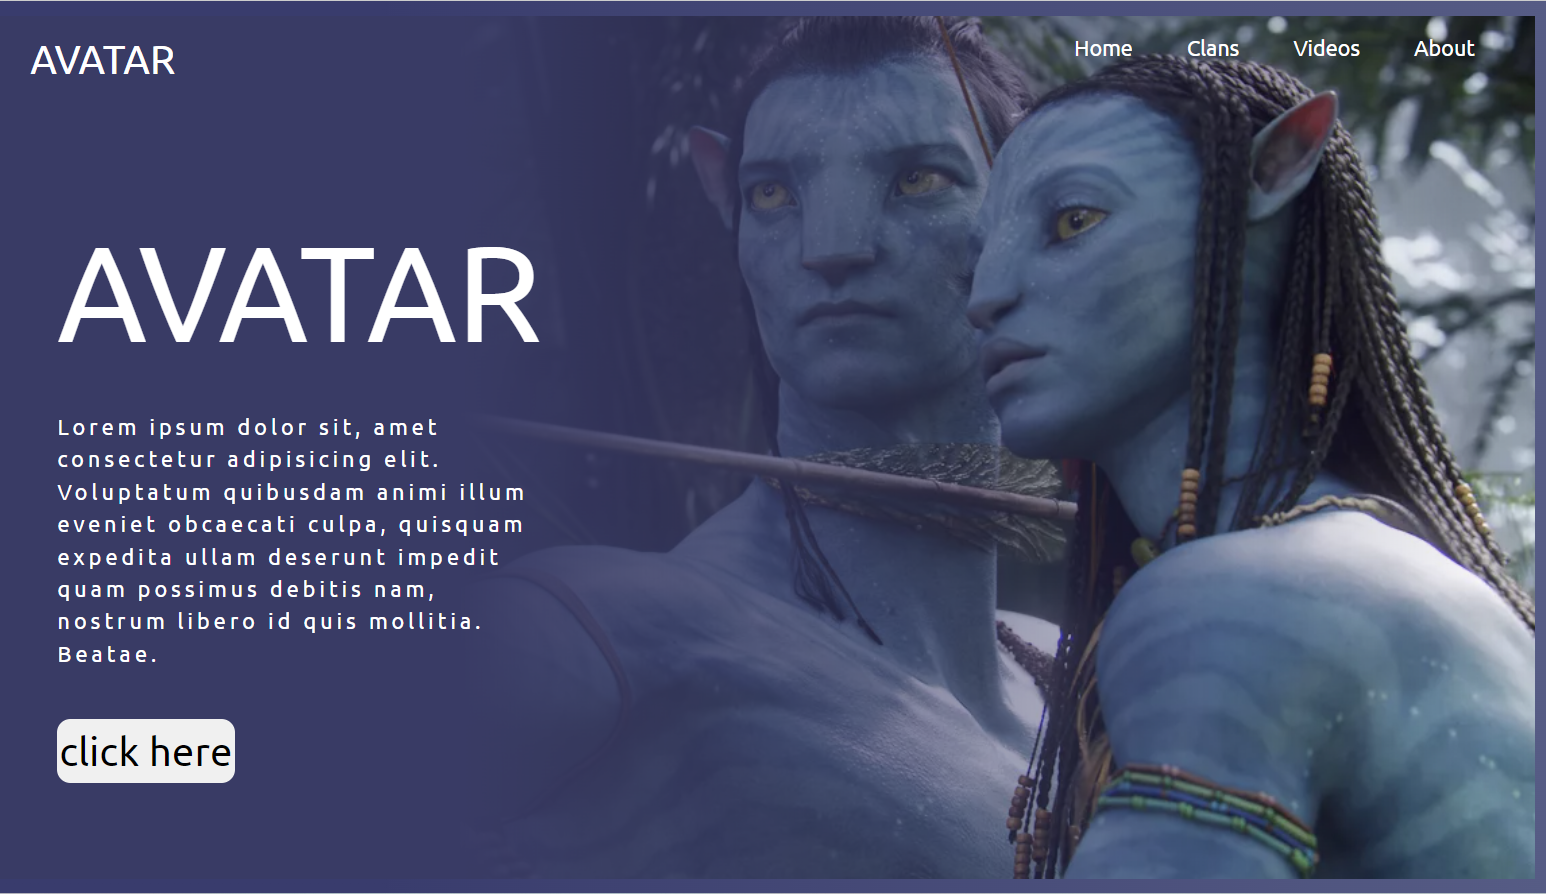 AVATAR
Home Clans Videos About
AVATAR
Lorem ipsum dolor sit, amet
consectetur adipisicing elit.
Voluptatum quibusdam animi illum
eveniet obcaecati culpa, quisquam
expedita ullam deserunt impedit
quam possimus debitis nam,
nostrum libero id quis mollitia.
Beatae.
click here